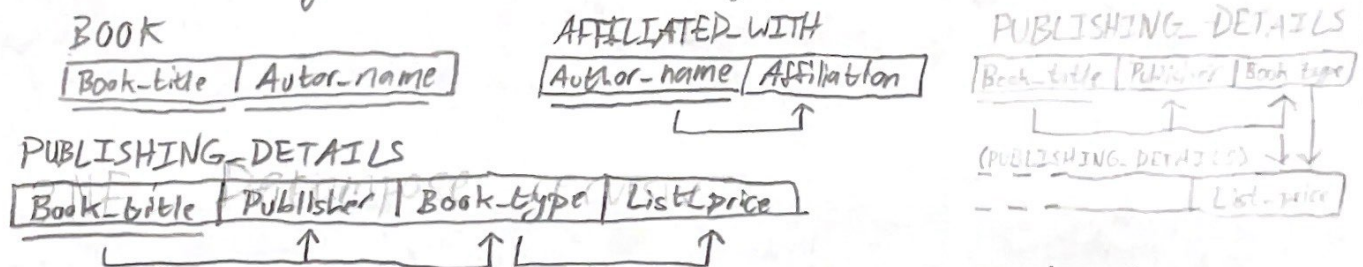 BOOK
Book_title Autor_name
AFFILIATED_WITH
Author_name Affiliation
PUBLISHING_DETAILS
Book_title Publisher Book_type
(PUBLISHING_DETAILS)
List_price
PUBLISHING_DETAILS
Book_title Publisher Book_type List_price